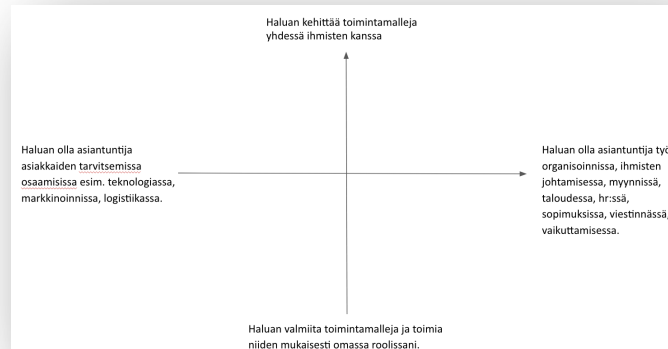 Haluan kehittää toimintamalleja
yhdessä ihmisten kanssa
Haluan olla asiantuntija
asiakkaiden tarvitsemissa
osaamisissa esim. teknologiassa,
markkinoinnissa, logistiikassa.
Haluan olla asiantuntija
organisoinnissa, ihmisten
johtamisessa, myynnissä,
taloudessa, hr:ssä,
sopimuksissa, viestinnässä,
vaikuttamisessa.
Haluan valmiita toimintamalleja ja toimia
niiden mukaisesti omassa roolissani.